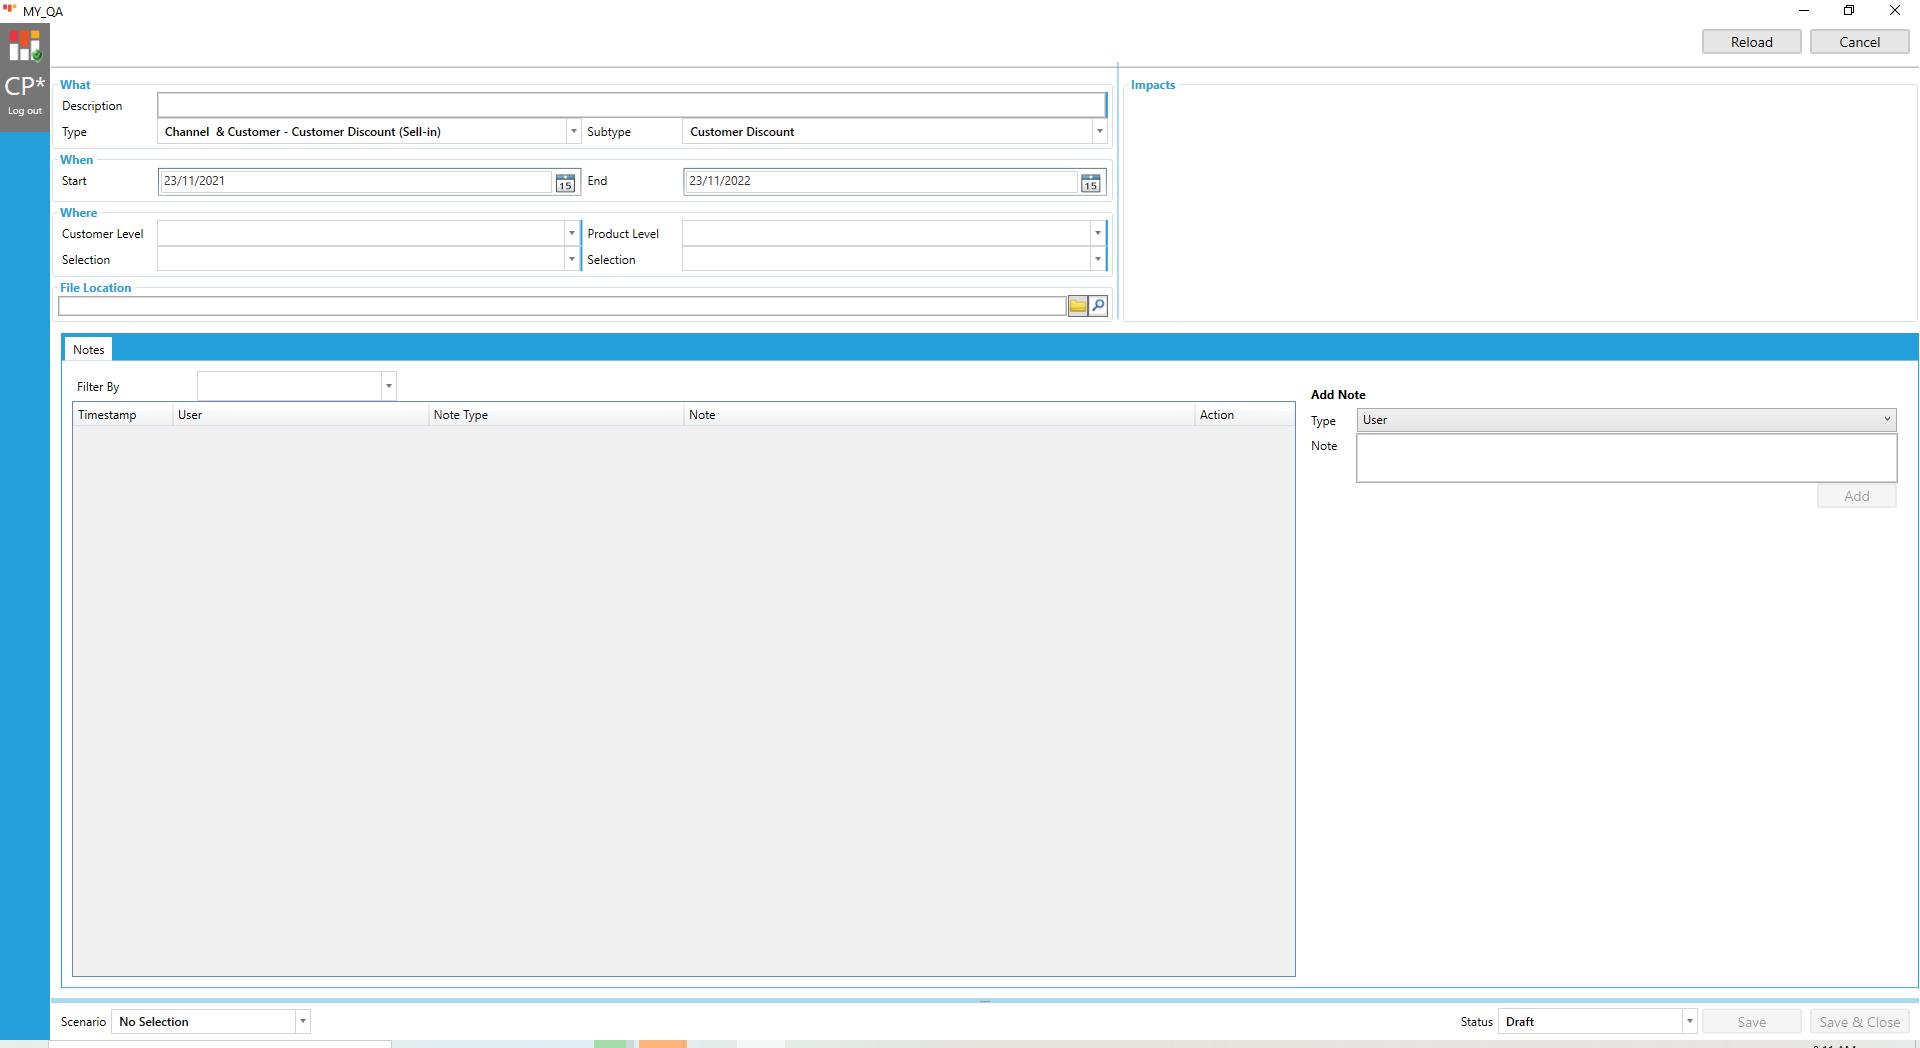 MY_QA
Reload
Cancel
CP*
Log out
What
Description
Type
Channel & Customer - Customer Discount (Sell-in)
Subtype
Customer Discount
When
Start
23/11/2021
15
End
23/11/2022
15
Where
Customer Level
Product Level
Selection
Selection
File Location
Impacts
Notes
Filter By
Timestamp
User
Note Type
Note
Action
Add Note
Type
User
Note
Add
Scenario
No Selection
Status
Draft
Save
Save & Close